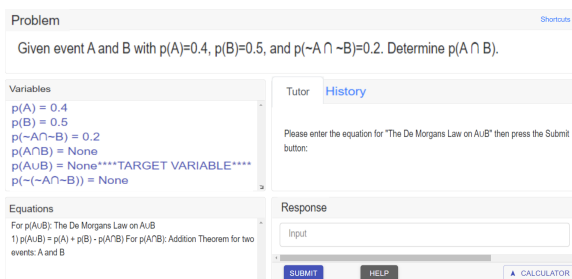 Problem
Shortcuts
Given event A and B with p(A)=0.4, p(B)=0.5, and p(~A ∩ ~B)=0.2. Determine p(A ∩ B).
Variables
p(A) = 0.4
p(B) = 0.5
p(~A∩~B) = 0.2
p(A∩B) = None
p(A∪B) = None****TARGET VARIABLE****
p(~(~A∩~B)) = None
Tutor History
Please enter the equation for "The De Morgans Law on A∪B" then press the Submit
button:
Equations
For p(A∪B): The De Morgans Law on A∪B
1) p(A∪B) = p(A) + p(B) - p(A∩B) For p(A∩B): Addition Theorem for two
events: A and B
Response
Input
SUBMIT HELP CALCULATOR